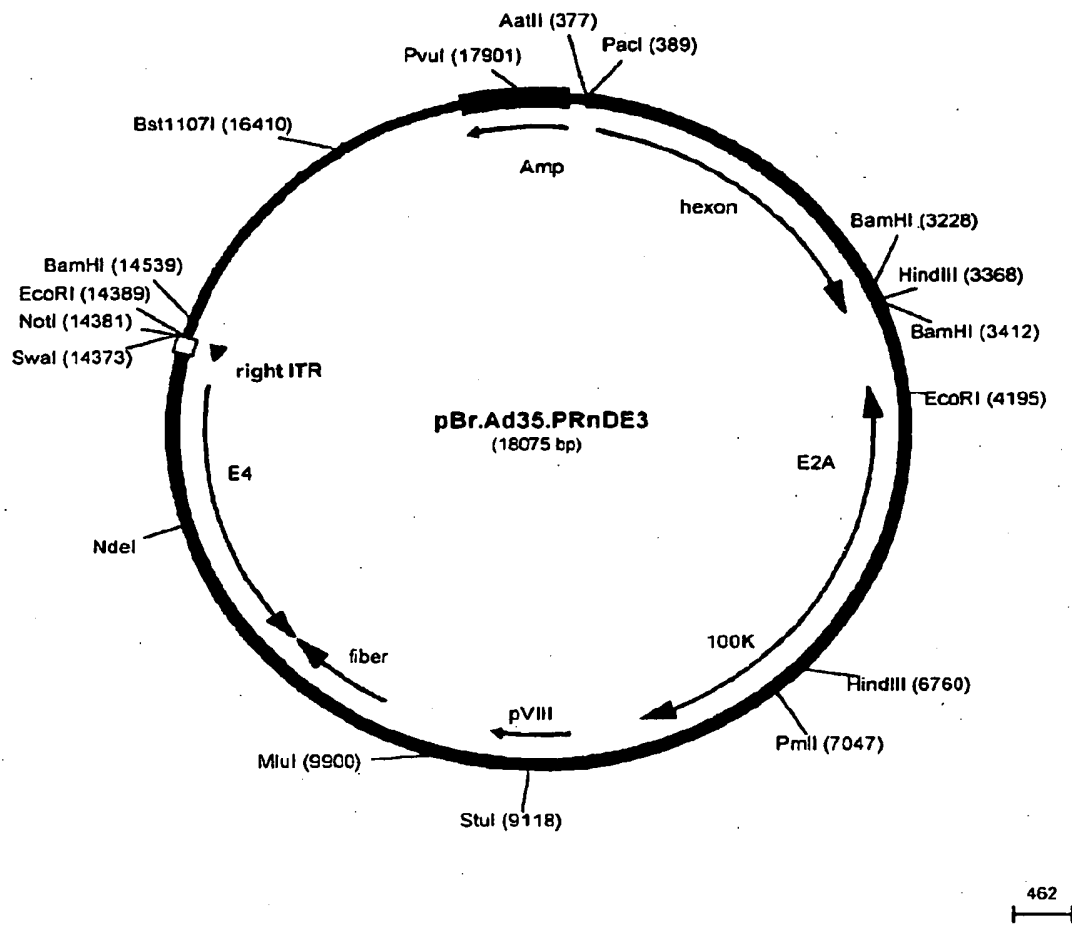 AatII (377)
PacI (389)
PvuI (17901)
Bst1107I (16410)
Amp
hexon
BamHI (3228)
BamHI (14539)
HindIII (3368)
EcoRI (14389)
NotI (14381)
BamHI (3412)
SwaI (14373)
right ITR
EcoRI (4195)
pBr.Ad35.PRnDE3
(18075 bp)
E4
E2A
NdeI
100K
fiber
HindIII (6760)
pVIII
PmlI (7047)
MluI (9900)
StuI (9118)
462